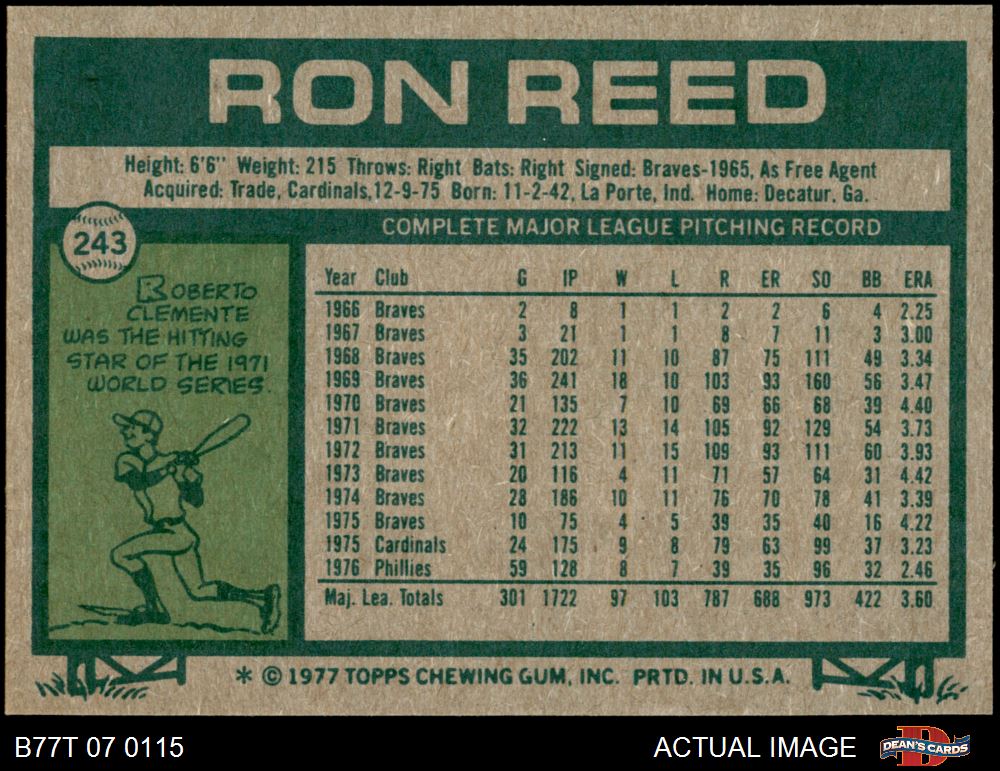 RON REED
Height: 6'6" Weight: 215 Throws: Right Bats: Right Signed: Braves-1965, As Free Agent
Acquired: Trade, Cardinals, 12-9-75 Born: 11-2-42, La Porte, Ind. Home: Decatur. Ga.
243
ROBERTO
CLEMENTE
WAS THE HITTING
STAR OF THE 1971
WORLD SERIES.
COMPLETE MAJOR LEAGUE PITCHING RECORD
Year Club G IP W L R ER SO BB ERA
1966 Braves 2 8 1 1 2 2 6 4 2.25
1967 Braves 3 21 1 1 8 7 11 3 3.00
1968 Braves 35 202 11 10 87 75 111 49 3.34
1969 Braves 36 241 18 10 103 93 160 56 3.47
1970 Braves 21 135 7 10 69 66 68 39 4.40
1971 Braves 32 222 13 14 105 92 129 54 3.73
1972 Braves 31 213 11 15 109 93 111 60 3.93
1973 Braves 20 116 4 11 71 57 64 31 4.42
1974 Braves 28 186 10 11 76 70 78 41 3.39
1975 Braves 10 75 4 5 39 35 40 16 4.22
1975 Cardinals 24 175 9 8 79 63 99 37 3.23
1976 Phillies 59 128 8 7 39 35 96 32 2.46
Maj. Lea. Totals 301 1722 97 103 787 688 973 422 3.60
* © 1977 TOPPS CHEWING GUM, INC. PRTD. IN U.S.A.
B77T 07 0115
ACTUAL IMAGE
DEAN'S CARDS